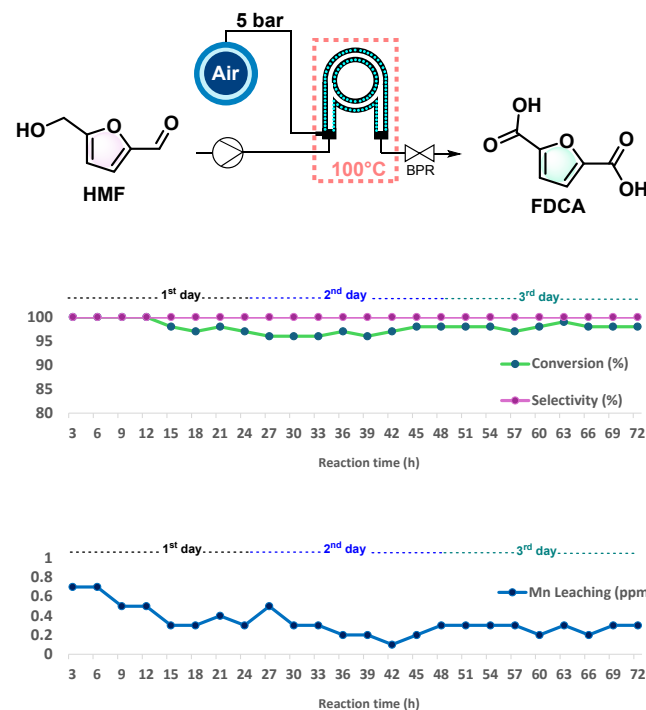 5 bar
Air
HO
O
O
HMF
100°C
BPR
OH
O
O
O
OH
FDCA
1st day
2nd day
3rd day
100
95
90
85
80
Conversion (%)
Selectivity (%)
3 6 9 12 15 18 21 24 27 30 33 36 39 42 45 48 51 54 57 60 63 66 69 72
Reaction time (h)
1st day
2nd day
3rd day
1
0.8
0.6
0.4
0.2
0
Mn Leaching (ppm
3 6 9 12 15 18 21 24 27 30 33 36 39 42 45 48 51 54 57 60 63 66 69 72
Reaction time (h)